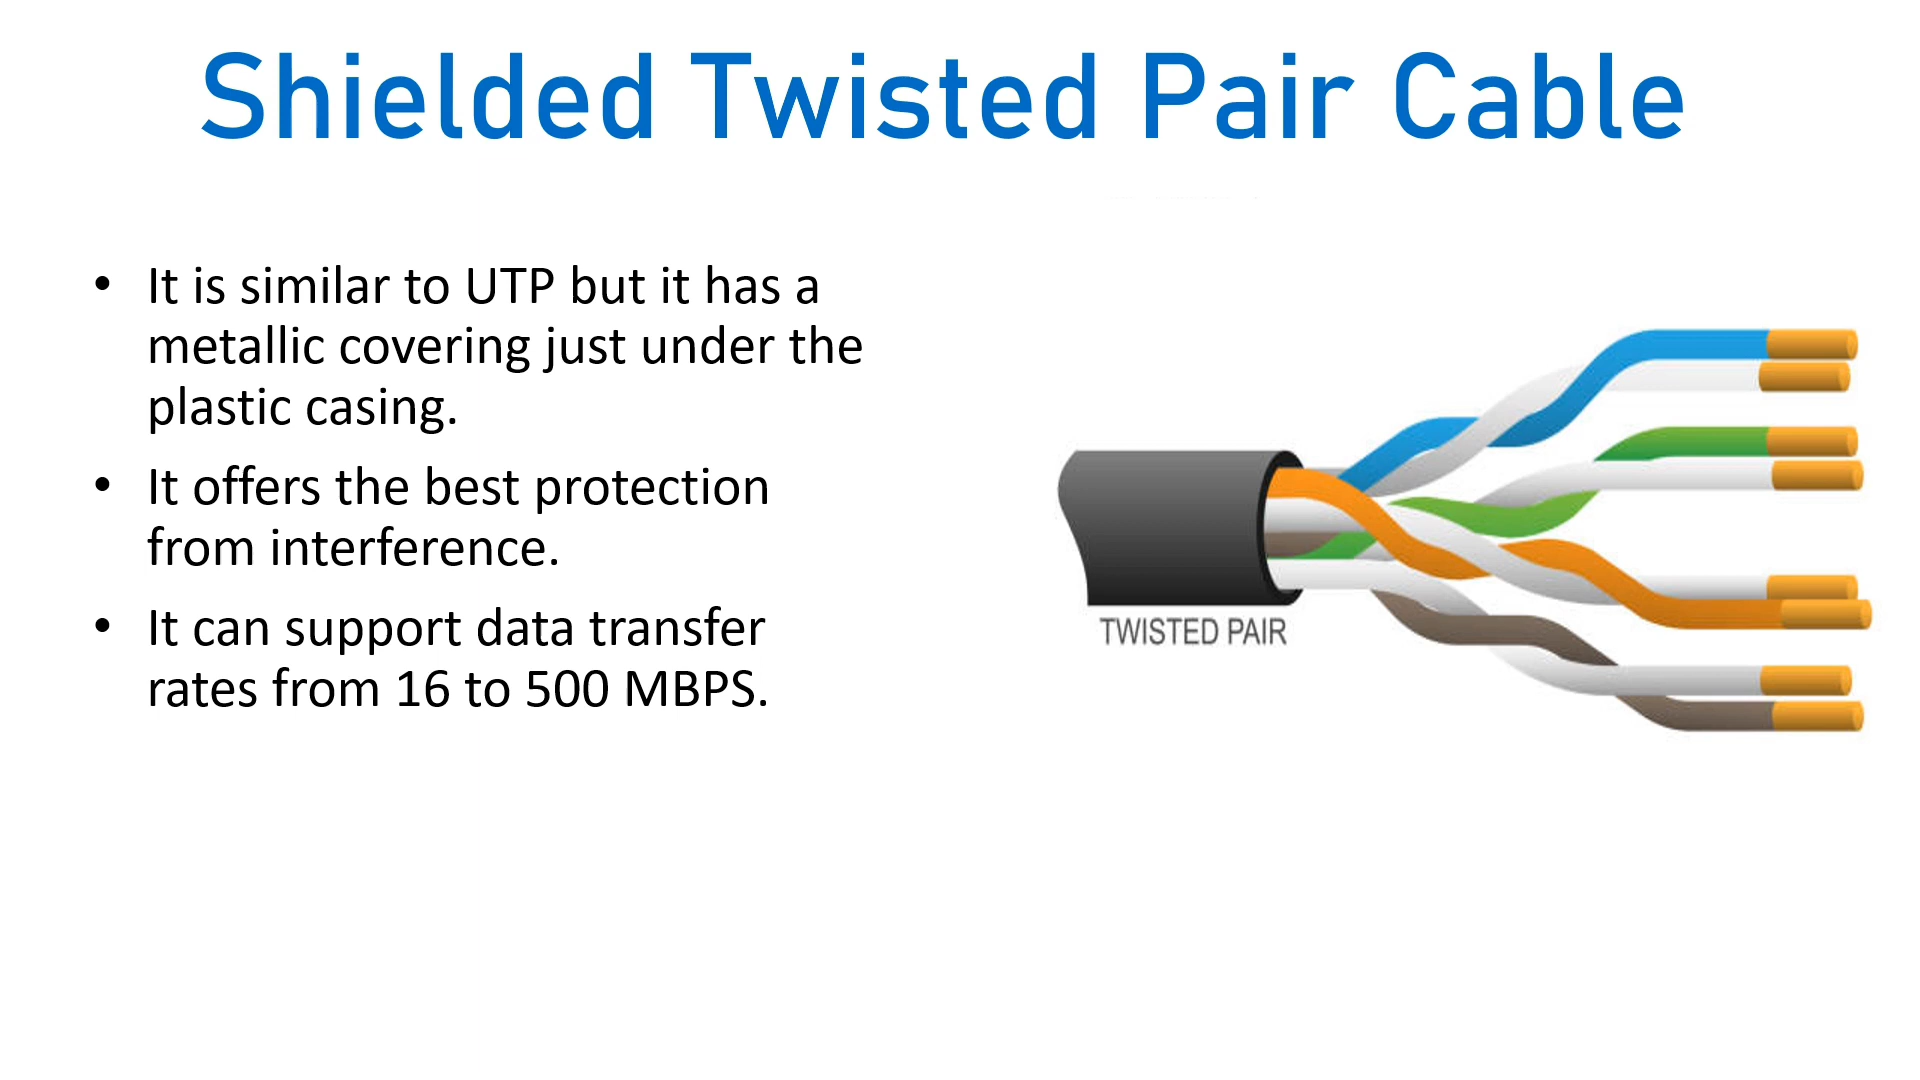 Shielded Twisted Pair Cable
• It is similar to UTP but it has a
metallic covering just under the
plastic casing.
• It offers the best protection
from interference.
• It can support data transfer
rates from 16 to 500 MBPS.
TWISTED PAIR